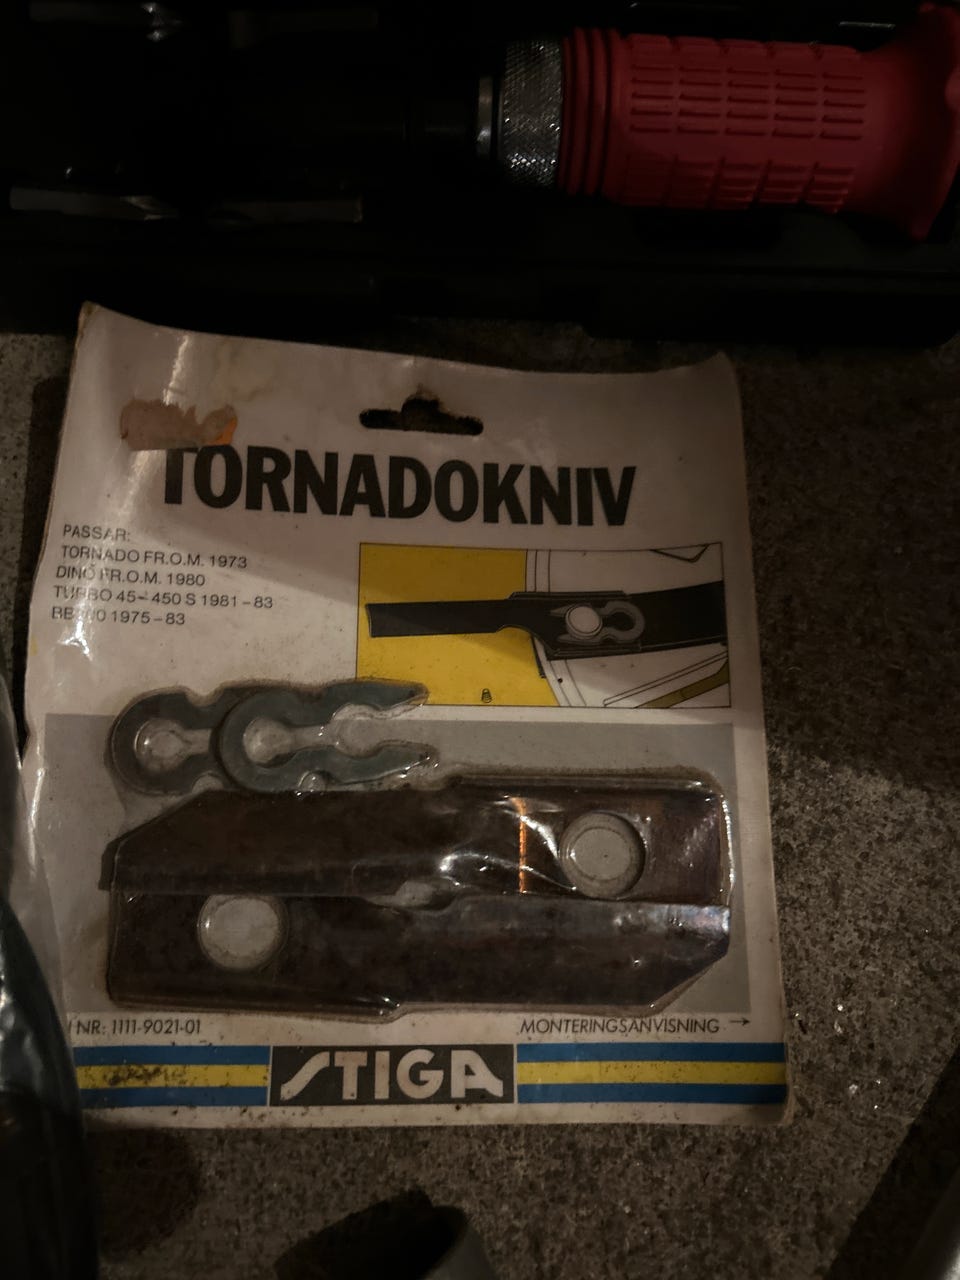 TORNADOKNIV
PASSAR:
TORNADO FR.O.M. 1973
DINO FR.O.M. 1980
TURBO 45–450 S 1981–83
1975–83
NR: 1111-9021-01
MONTERINGSANVISNING →
STIGA